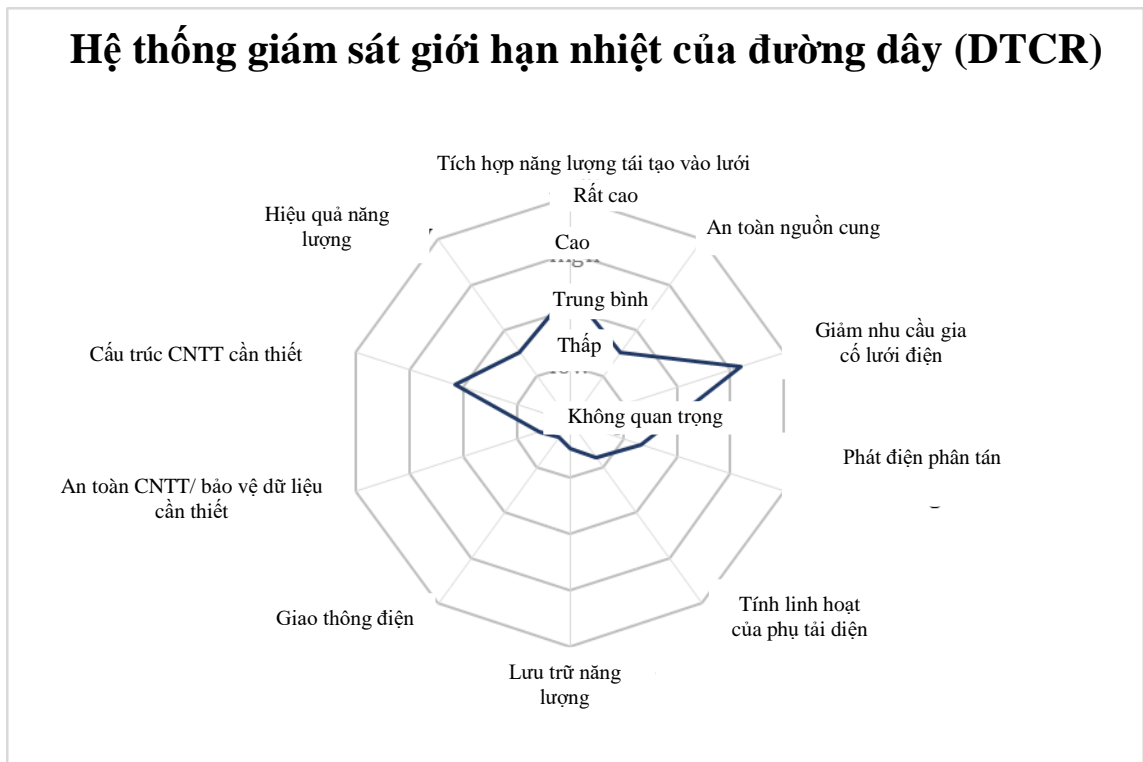 Hệ thống giám sát giới hạn nhiệt của đường dây (DTCR)
Tích hợp năng lượng tái tạo vào lưới
Rất cao
Hiệu quả năng
lượng
An toàn nguồn cung
Cao
Trung bình
Thấp
Giảm nhu cầu gia
cố lưới điện
Cấu trúc CNTT cần thiết
Không quan trọng
Phát điện phân tán
An toàn CNTT/ bảo vệ dữ liệu
cần thiết
Tính linh hoạt
của phụ tải diện
Giao thông điện
Lưu trữ năng
lượng